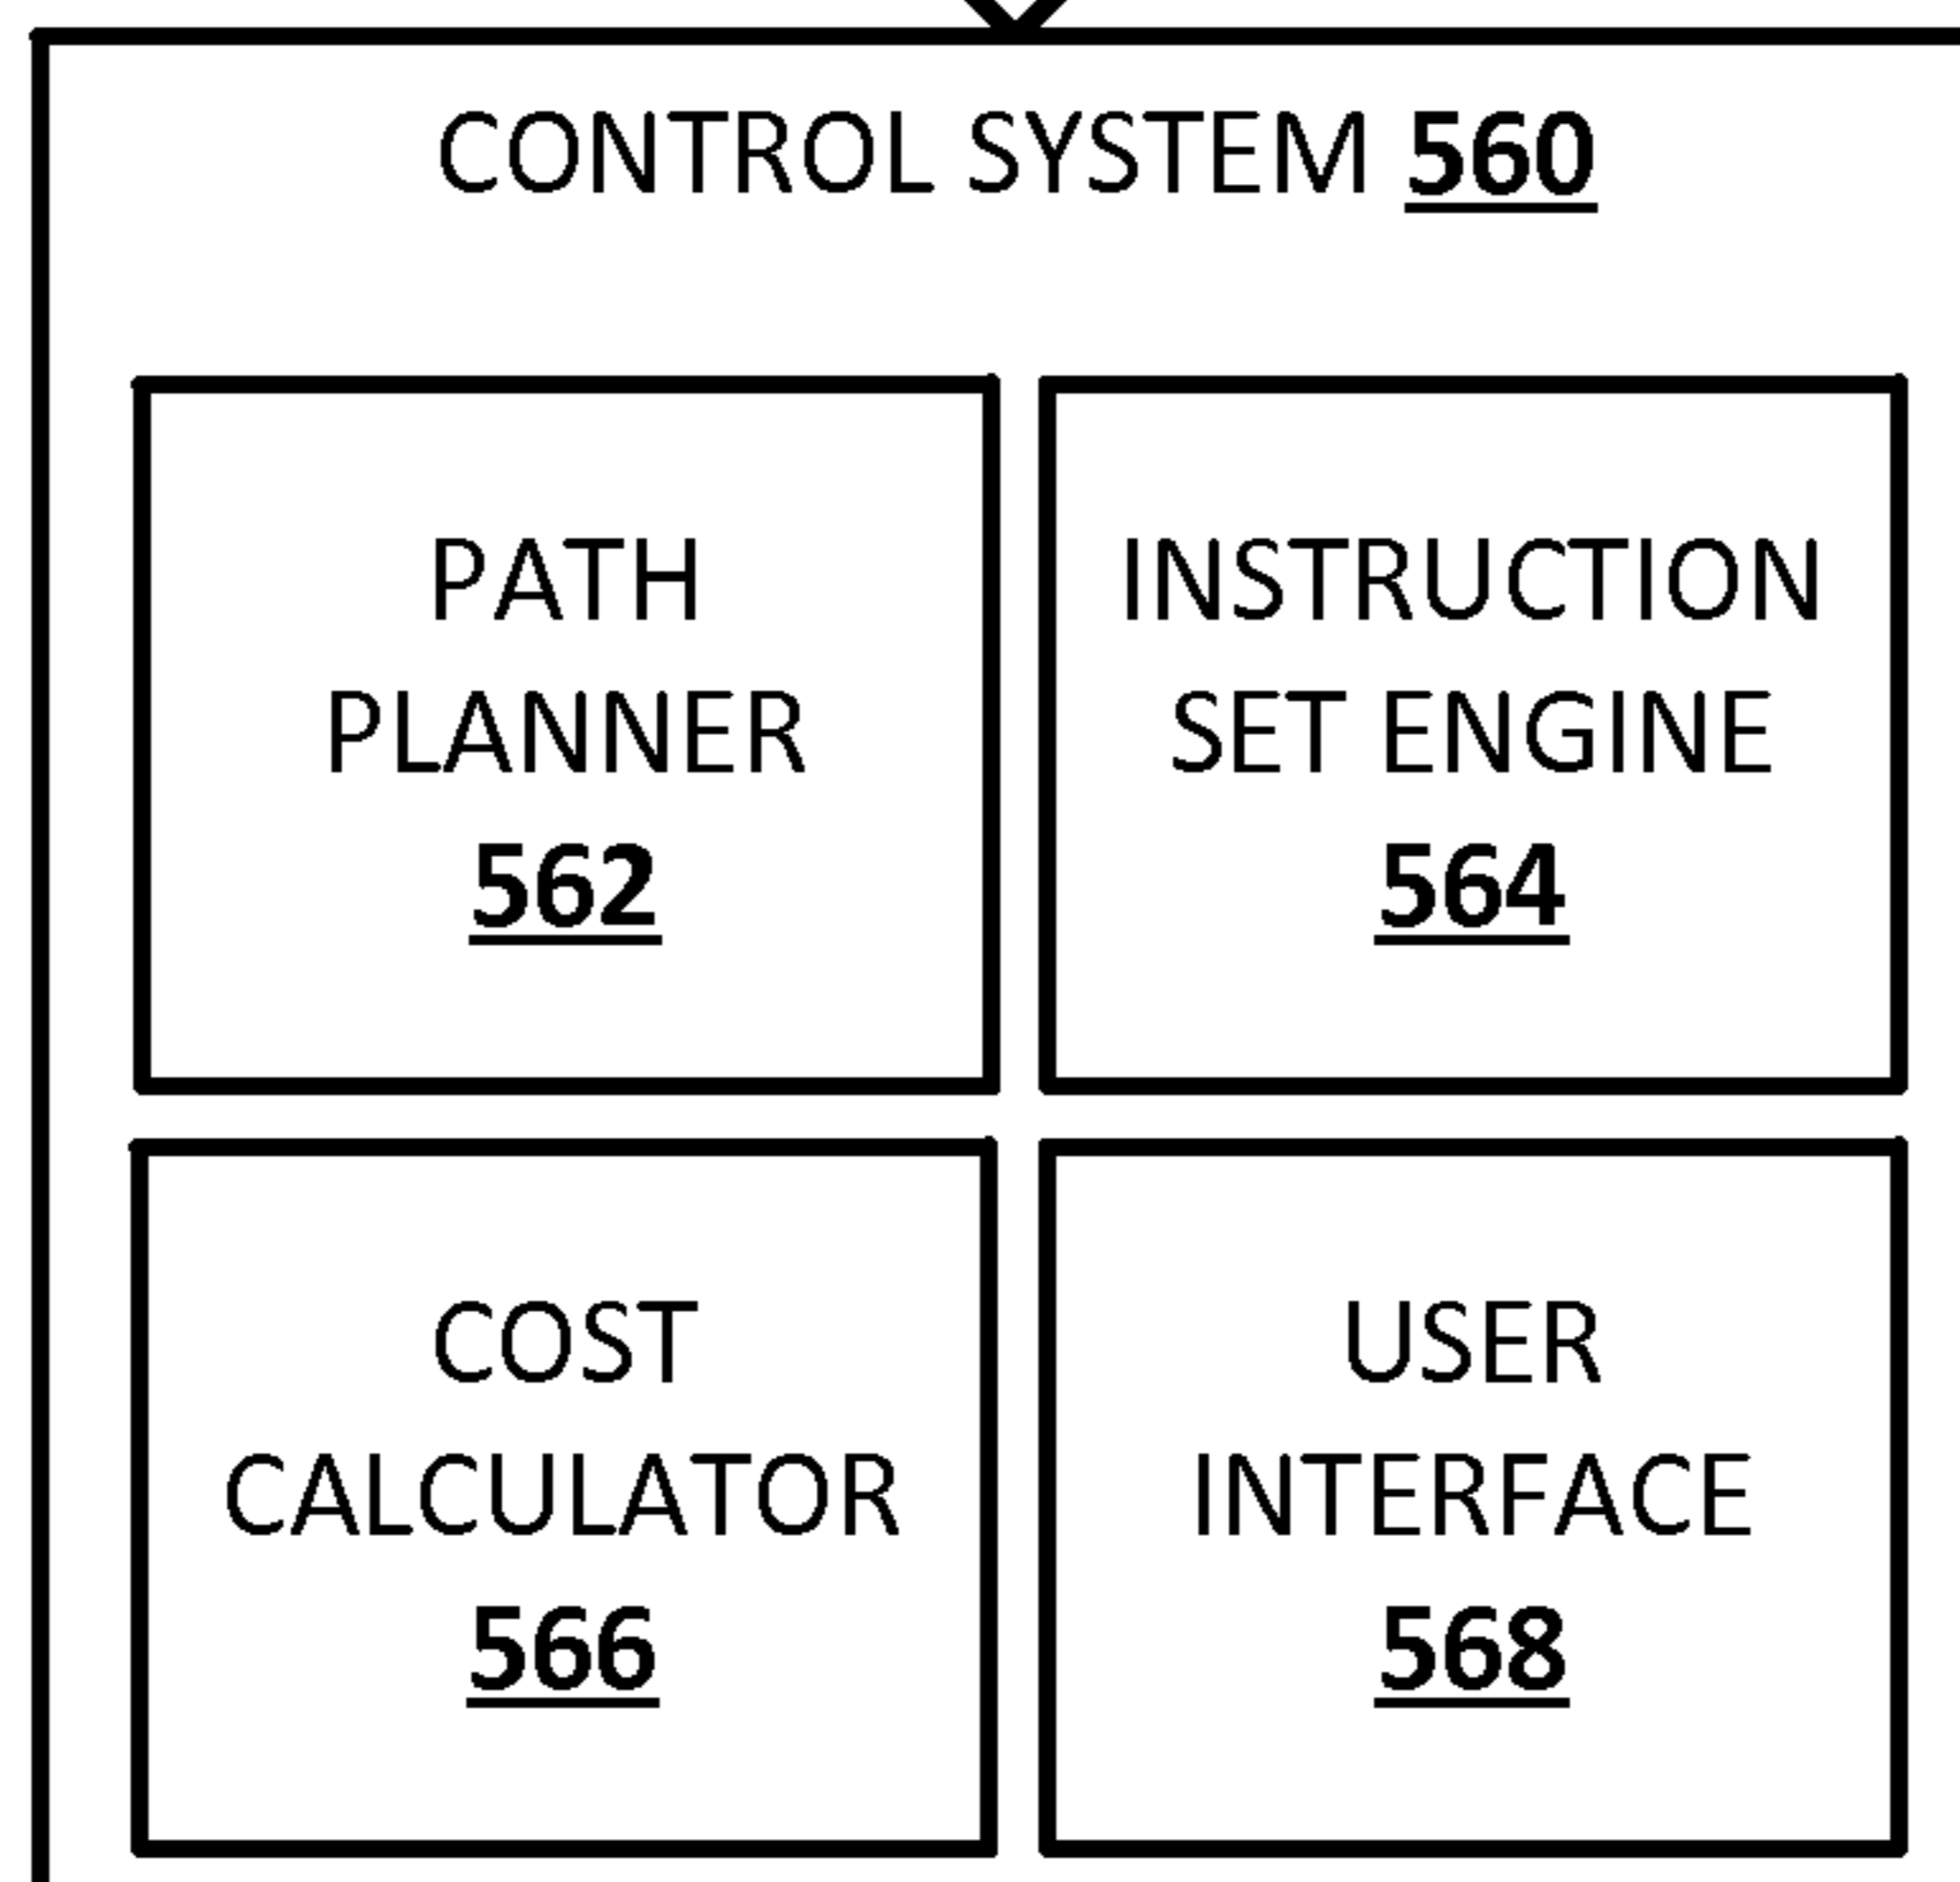 CONTROL SYSTEM 560
PATH
PLANNER
562
INSTRUCTION
SET ENGINE
564
COST
CALCULATOR
566
USER
INTERFACE
568